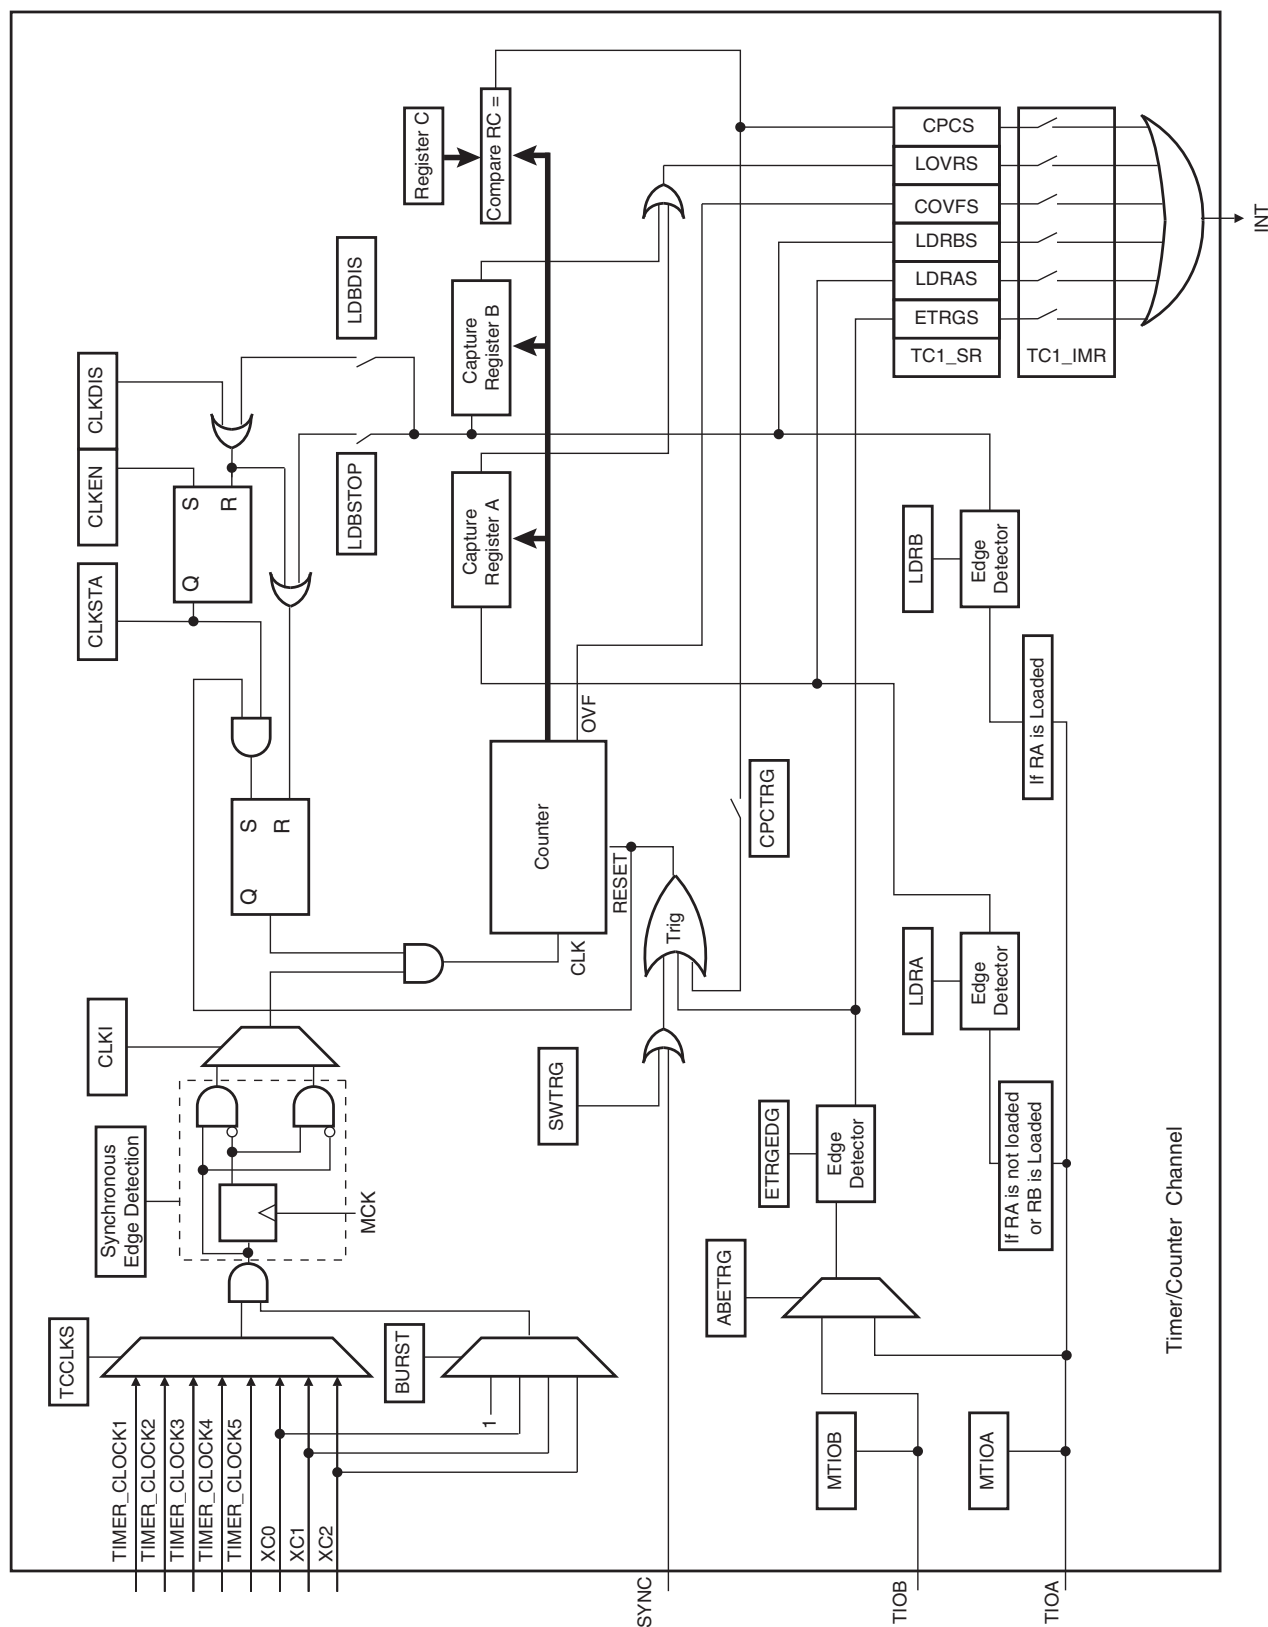 TCCLKS
TIMER_CLOCK1
TIMER_CLOCK2
TIMER_CLOCK3
TIMER_CLOCK4
TIMER_CLOCK5
XC0
XC1
XC2
Synchronous
Edge Detection
CLKI
BURST
1
MCK
CLKSTA
CLKEN
CLKDIS
Q
S
R
Q
S
R
LDBSTOP
LDBDIS
Register C
Capture
Register A
Capture
Register B
Compare RC =
Counter
CLK
OVF
RESET
SWTRG
SYNC
Trig
CPCTRG
ABETRG
ETRGEDG
Edge
Detector
MTIOB
TIOB
MTIOA
TIOA
LDRA
Edge
Detector
If RA is not loaded
or RB is Loaded
LDRB
Edge
Detector
If RA is Loaded
CPCS
LOVRS
COVFS
LDRBS
LDRAS
ETRGS
TC1_SR
TC1_IMR
Timer/Counter Channel
INT